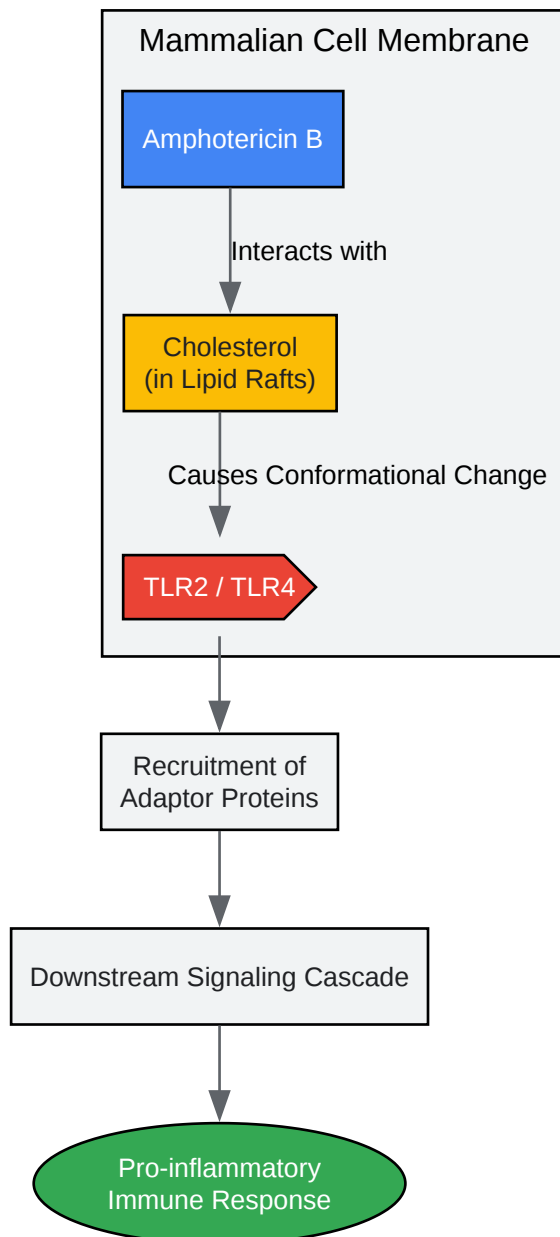 Mammalian Cell Membrane
Amphotericin B
Interacts with
Cholesterol
(in Lipid Rafts)
Causes Conformational Change
TLR2 / TLR4
Recruitment of
Adaptor Proteins
Downstream Signaling Cascade
Pro-inflammatory
Immune Response